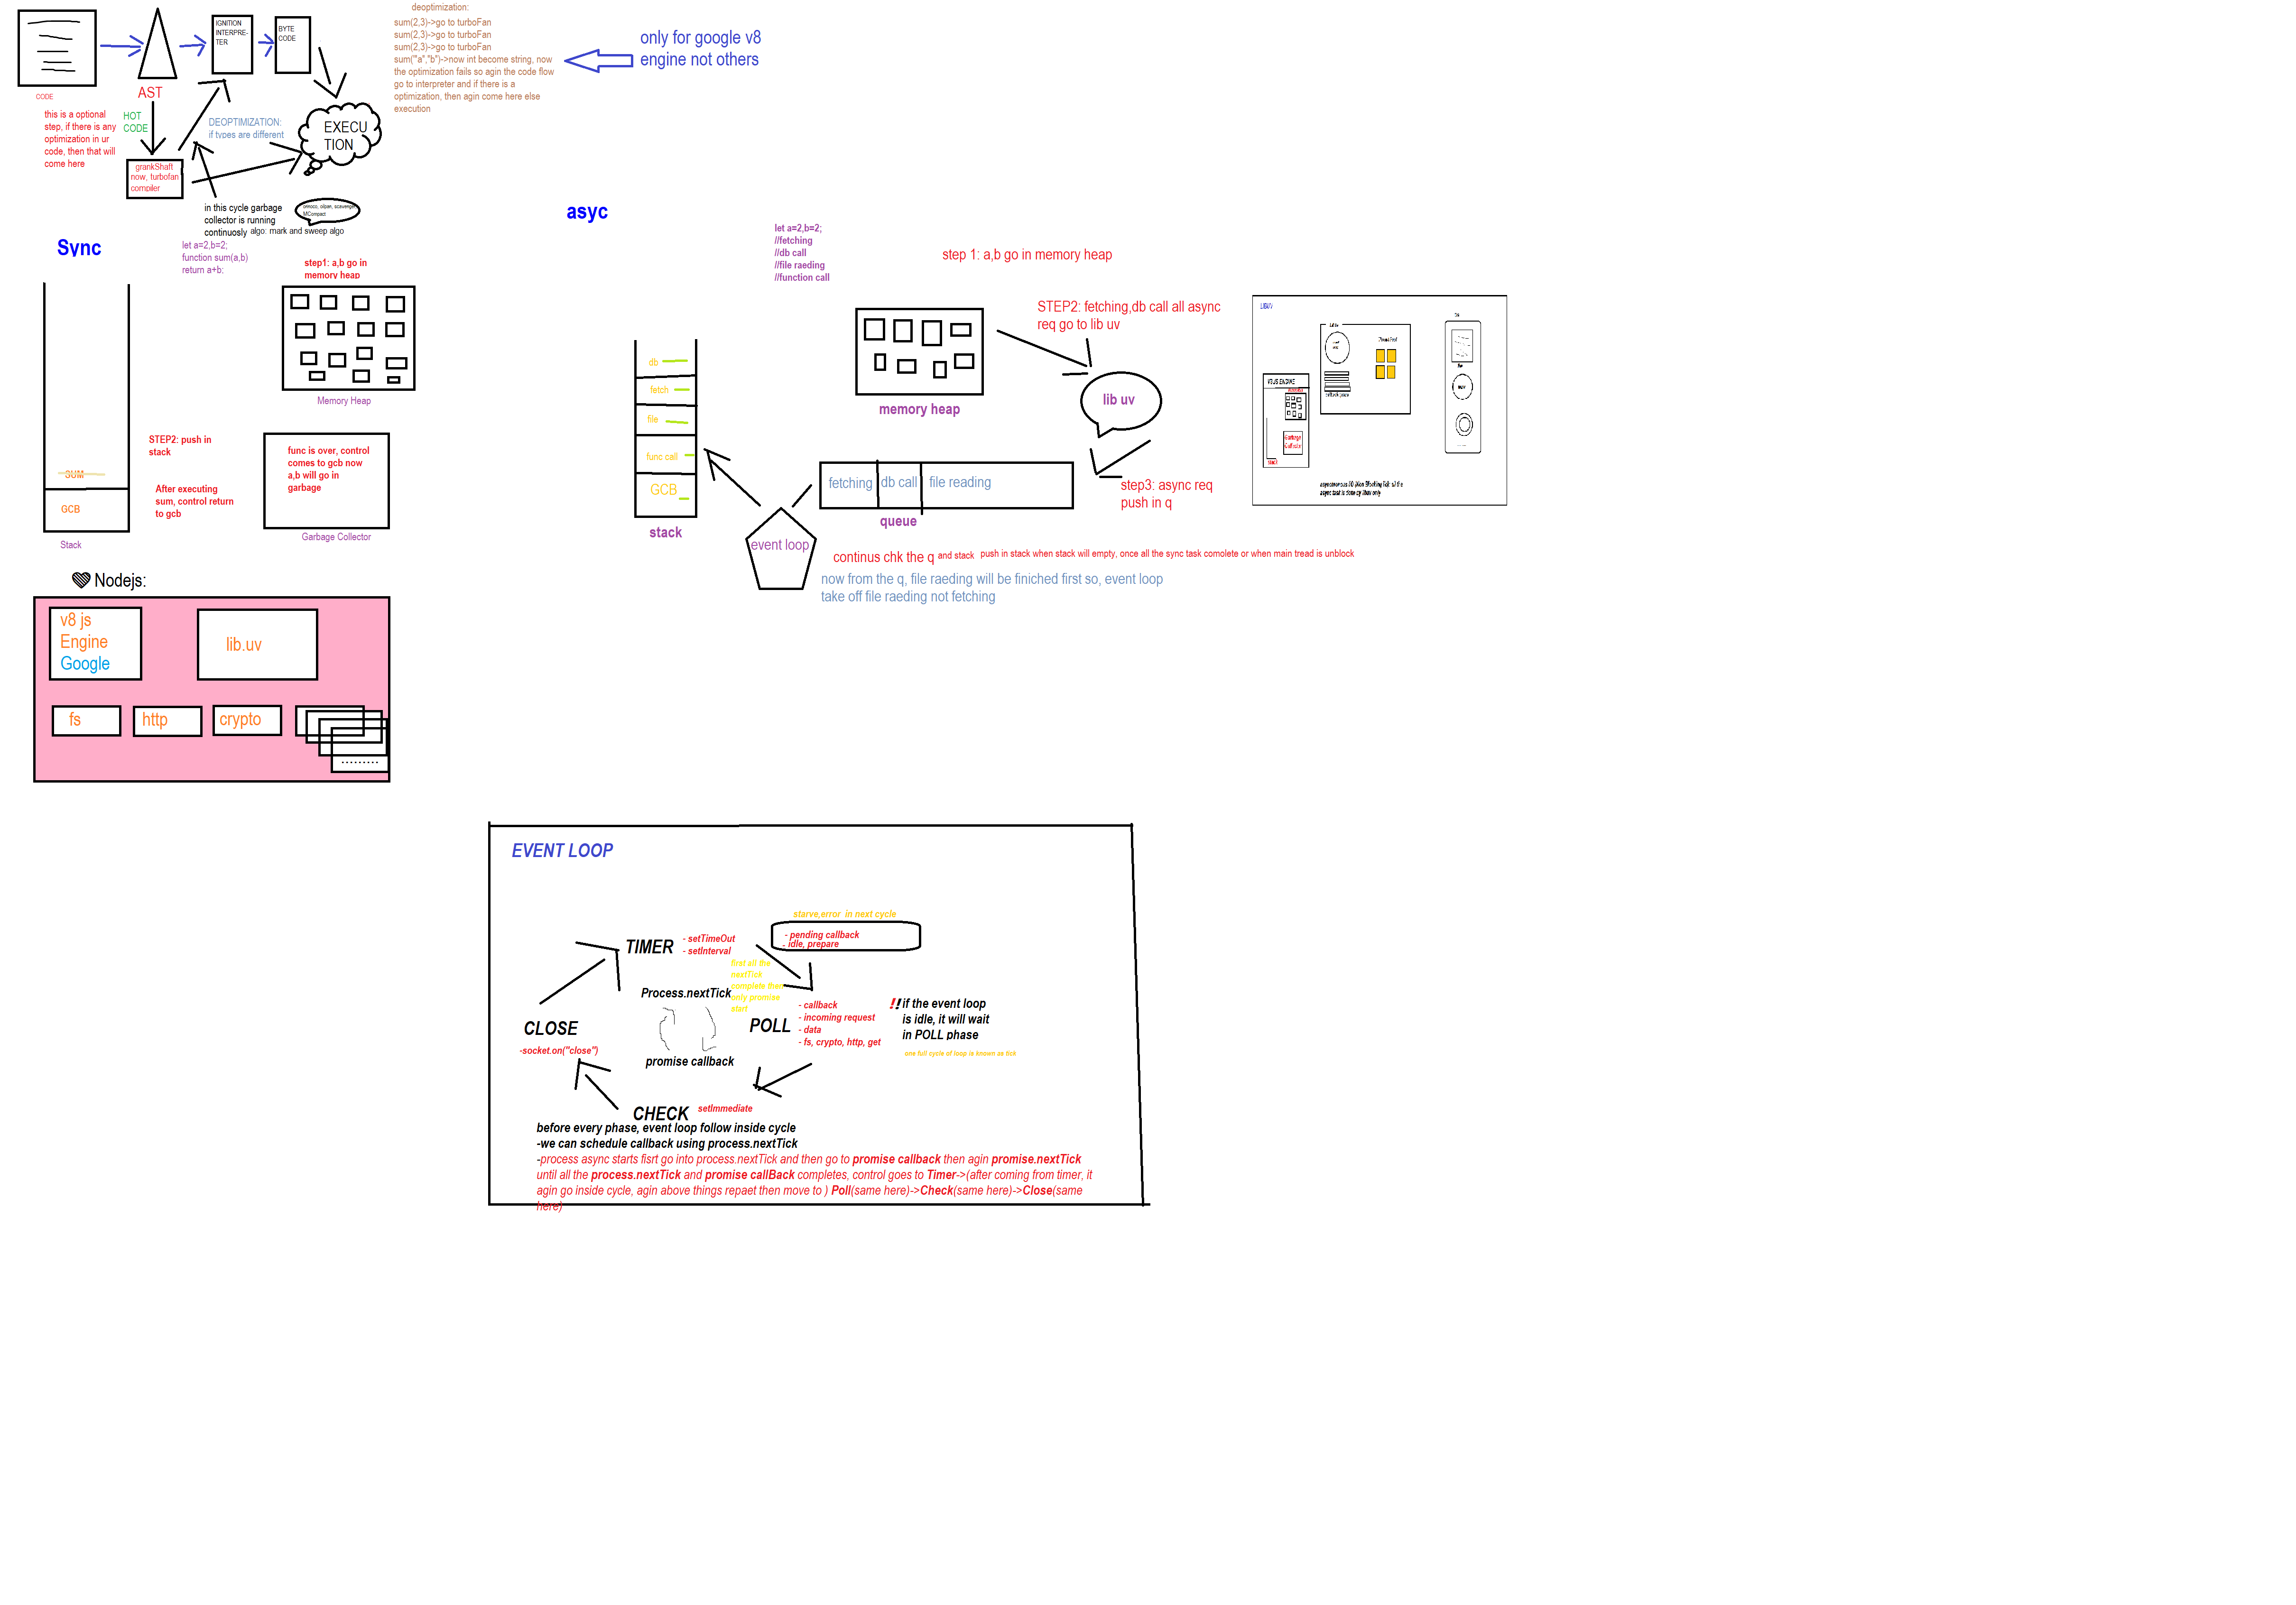 IGNITION
INTERPRE-
TER
BYTE
CODE
CODE
AST
HOT
CODE
this is a optional
step, if there is any
optimization in ur
code, then that will
come here
grankShaft
now, turbofan
compiler
DEOPTIMIZATION:
if types are different
EXECU
TION
in this cycle garbage
collector is running
continuosly
algo: mark and sweep algo
MCompact
deoptimization:
sum(2,3)->go to turboFan
sum(2,3)->go to turboFan
sum(2,3)->go to turboFan
sum("a","b")->now int become string, now
the optimization fails so agin the code flow
go to interpreter and if there is a
optimization, then agin come here else
execution
only for google v8
engine not others
Sync
let a=2,b=2;
function sum(a,b)
return a+b;
step1: a,b go in
memory heap
Memory Heap
STEP2: push in
stack
SUM
After executing
sum, control return
to gcb
GCB
Stack
func is over, control
comes to gcb now
a,b will go in
garbage
Garbage Collector
asyc
let a=2,b=2;
//fetching
//db call
//file raeding
//function call
step 1: a,b go in memory heap
STEP2: fetching,db call all async
req go to lib uv
memory heap
lib uv
db
fetch
file
func call
GCB
stack
fetching
db call
file reading
queue
step3: async req
push in q
event loop
continus chk the q and stack
push in stack when stack will empty, once all the sync task comolete or when main tread is unblock
now from the q, file raeding will be finiched first so, event loop
take off file raeding not fetching
LIBUV
V8JS ENGINE
Nodejs:
v8 js
Engine
Google
lib.uv
fs
http
crypto
.........
EVENT LOOP
starve,error in next cycle
- pending callback
- idle, prepare
TIMER
- setTimeOut
- setInterval
first all the
nextTick
complete then
only promise
start
Process.nextTick
promise callback
POLL
- callback
- incoming request
- data
- fs, crypto, http, get
!! if the event loop
is idle, it will wait
in POLL phase
one full cycle of loop is known as tick
CLOSE
-socket.on("close")
CHECK
setImmediate
before every phase, event loop follow inside cycle
-we can schedule callback using process.nextTick
-process async starts fisrt go into process.nextTick and then go to promise callback then agin promise.nextTick
until all the process.nextTick and promise callBack completes, control goes to Timer->(after coming from timer, it
agin go inside cycle, agin above things repaet then move to ) Poll(same here)->Check(same here)->Close(same
here)